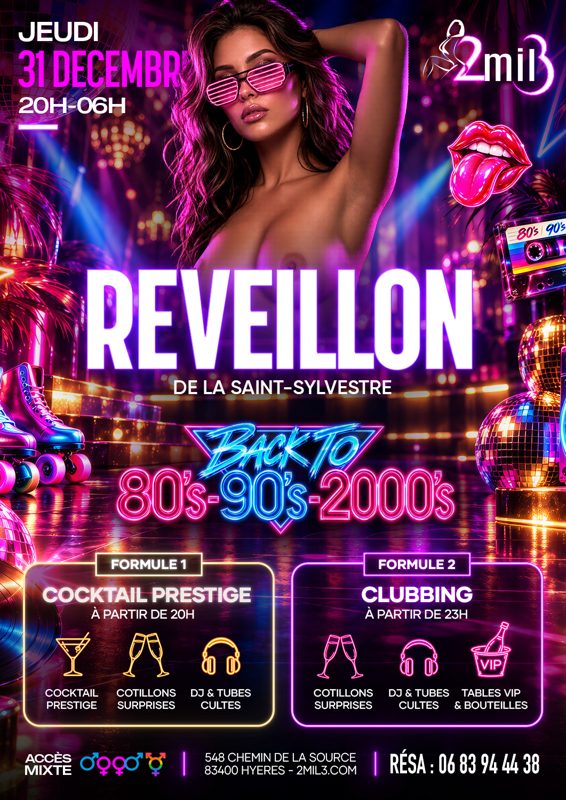 JEUDI
31 DECEMBRE
20H-06H
2mil3
80's 90's
REVEILLON
DE LA SAINT-SYLVESTRE
BACK TO
80's-90's-2000's
FORMULE 1
COCKTAIL PRESTIGE
À PARTIR DE 20H
COCKTAIL
PRESTIGE
COTILLONS
SURPRISES
DJ & TUBES
CULTES
FORMULE 2
CLUBBING
À PARTIR DE 23H
COTILLONS
SURPRISES
DJ & TUBES
CULTES
VIP
TABLES VIP
& BOUTEILLES
ACCÈS
MIXTE
548 CHEMIN DE LA SOURCE
83400 HYERES - 2MIL3.COM
RÉSA : 06 83 94 44 38